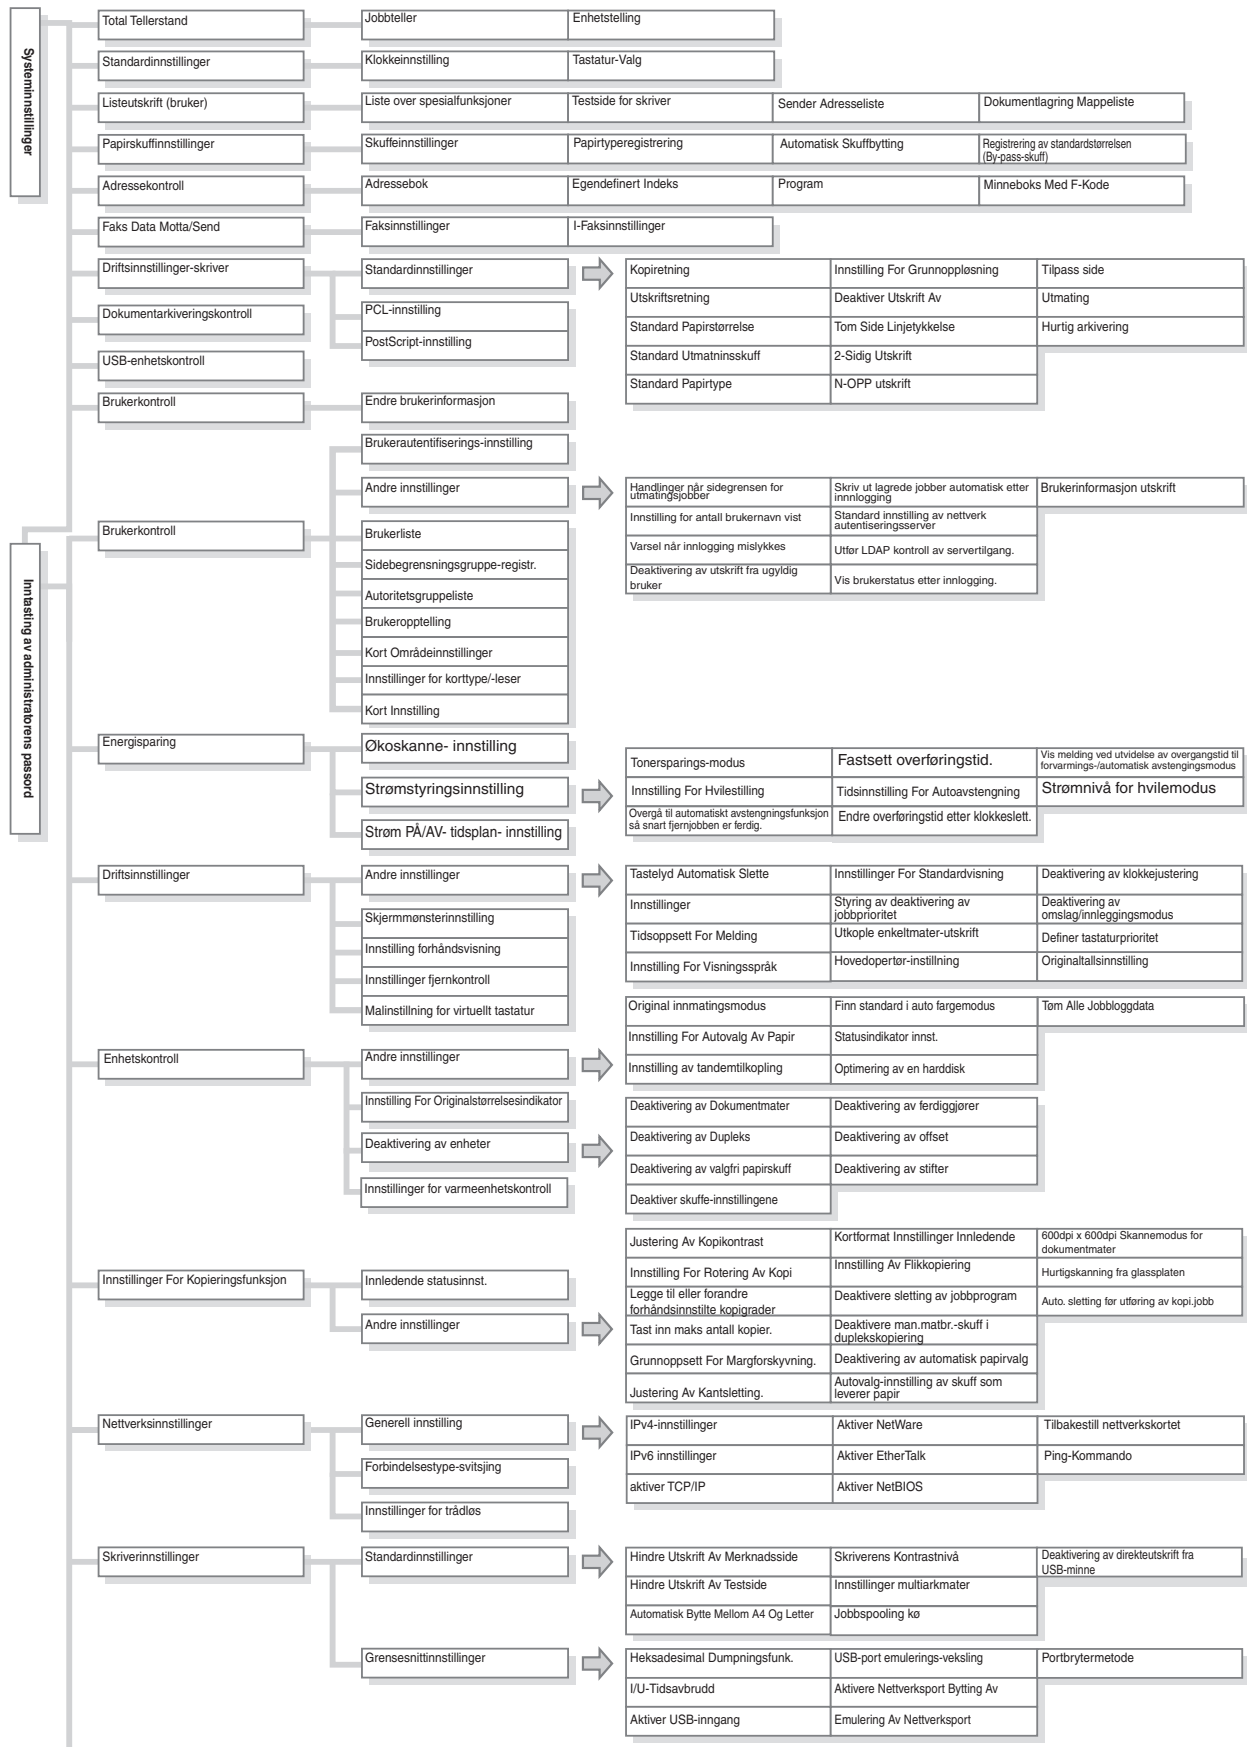 Systeminnstillinger
Total Tellerstand
Jobbteller
Enhetstelling
Standardinnstillinger
Klokkeinnstilling
Tastatur-Valg
Listeutskrift (bruker)
Liste over spesialfunksjoner
Testside for skriver
Sender Adresseliste
Dokumentlagring Mappeliste
Papirskuffinnstillinger
Skuffeinnstillinger
Papirtyperegistrering
Automatisk Skuffbytting
Registrering av standardstørrelsen
(By-pass-skuff)
Adressekontroll
Adressebok
Egendefinert Indeks
Program
Minneboks Med F-Kode
Faks Data Motta/Send
Faksinnstillinger
I-Faksinnstillinger
Driftsinnstillinger-skriver
Standardinnstillinger
PCL-innstilling
PostScript-innstilling
Kopiretning
Innstilling For Grunnoppløsning
Tilpass side
Utskriftsretning
Deaktiver Utskrift Av
Utmating
Standard Papirstørrelse
Tom Side Linjetykkelse
Hurtig arkivering
Standard Utmatninsskuff
2-Sidig Utskrift
Standard Papirtype
N-OPP utskrift
Dokumentarkiveringskontroll
USB-enhetskontroll
Brukerkontroll
Endre brukerinformasjon
Inntasting av administratorens passord
Brukerkontroll
Brukerautentifiserings-innstilling
Andre innstillinger
Brukerliste
Sidebegrensningsgruppe-registr.
Autoritetsgruppeliste
Brukeropptelling
Kort Områdeinnstillinger
Innstillinger for korttype/-leser
Kort Innstilling
Handlinger når sidegrensen for
utmatingsjobber
Skriv ut lagrede jobber automatisk etter
innnlogging
Brukerinformasjon utskrift
Innstilling for antall brukernavn vist
Standard innstilling av nettverk
autentiseringsserver
Varsel når innlogging mislykkes
Utfør LDAP kontroll av servertilgang.
Deaktivering av utskrift fra ugyldig
bruker
Vis brukerstatus etter innlogging.
Energisparing
Økoskanne- innstilling
Strømstyringsinnstilling
Strøm PÅ/AV- tidsplan- innstilling
Tonersparings-modus
Fastsett overføringstid.
Vis melding ved utvidelse av overgangstid til
forvarmings-/automatisk avstengingsmodus
Innstilling For Hvilestilling
Tidsinnstilling For Autoavstengning
Strømnivå for hvilemodus
Overgå til automatiskt avstengningsfunksjon
så snart fjernjobben er ferdig.
Endre overføringstid etter klokkeslett.
Driftsinnstillinger
Andre innstillinger
Skjermmønsterinnstilling
Innstilling forhåndsvisning
Innstillinger fjernkontroll
Malinstillning for virtuellt tastatur
Tastelyd Automatisk Slette
Innstillinger For Standardvisning
Deaktivering av klokkejustering
Innstillinger
Styring av deaktivering av
jobbprioritet
Deaktivering av
omslag/innleggingsmodus
Tidsoppsett For Melding
Utkople enkeltmater-utskrift
Definer tastaturprioritet
Innstilling For Visningsspråk
Hovedopertør-instillning
Originaltallsinnstilling
Enhetskontroll
Andre innstillinger
Innstilling For Originalstørrelsesindikator
Deaktivering av enheter
Innstillinger for varmeenhetskontroll
Original innmatingsmodus
Finn standard i auto fargemodus
Tøm Alle Jobbloggdata
Innstilling For Autovalg Av Papir
Statusindikator innst.
Innstilling av tandemtilkopling
Optimering av en harddisk
Deaktivering av Dokumentmater
Deaktivering av ferdiggjører
Deaktivering av Dupleks
Deaktivering av offset
Deaktivering av valgfri papirskuff
Deaktivering av stifter
Deaktiver skuffe-innstillingene
Innstillinger For Kopieringsfunksjon
Innledende statusinnst.
Andre innstillinger
Justering Av Kopikontrast
Kortformat Innstillinger Innledende
600dpi x 600dpi Skannemodus for
dokumentmater
Innstilling For Rotering Av Kopi
Innstilling Av Flikkopiering
Hurtigskanning fra glassplaten
Legge til eller forandre
forhåndsinnstilte kopigrader
Deaktivere sletting av jobbprogram
Auto. sletting før utføring av kopi.jobb
Tast inn maks antall kopier.
Deaktivere man.matbr.-skuff i
duplekskopiering
Grunnoppsett For Margforskyvning.
Deaktivering av automatisk papirvalg
Justering Av Kantsletting.
Autovalg-innstilling av skuff som
leverer papir
Nettverksinnstillinger
Generell innstilling
Forbindelsestype-svitsjing
Innstillinger for trådløs
IPv4-innstillinger
Aktiver NetWare
Tilbakestill nettverkskortet
IPv6 innstillinger
Aktiver EtherTalk
Ping-Kommando
aktiver TCP/IP
Aktiver NetBIOS
Skriverinnstillinger
Standardinnstillinger
Hindre Utskrift Av Merknadsside
Skriverens Kontrastnivå
Deaktivering av direkteutskrift fra
USB-minne
Hindre Utskrift Av Testside
Innstillinger multiarkmater
Automatisk Bytte Mellom A4 Og Letter
Jobbspooling kø
Grensesnittinnstillinger
Heksadesimal Dumpningsfunk.
USB-port emulerings-veksling
Portbrytermetode
I/U-Tidsavbrudd
Aktivere Nettverksport Bytting Av
Aktiver USB-inngang
Emulering Av Nettverksport